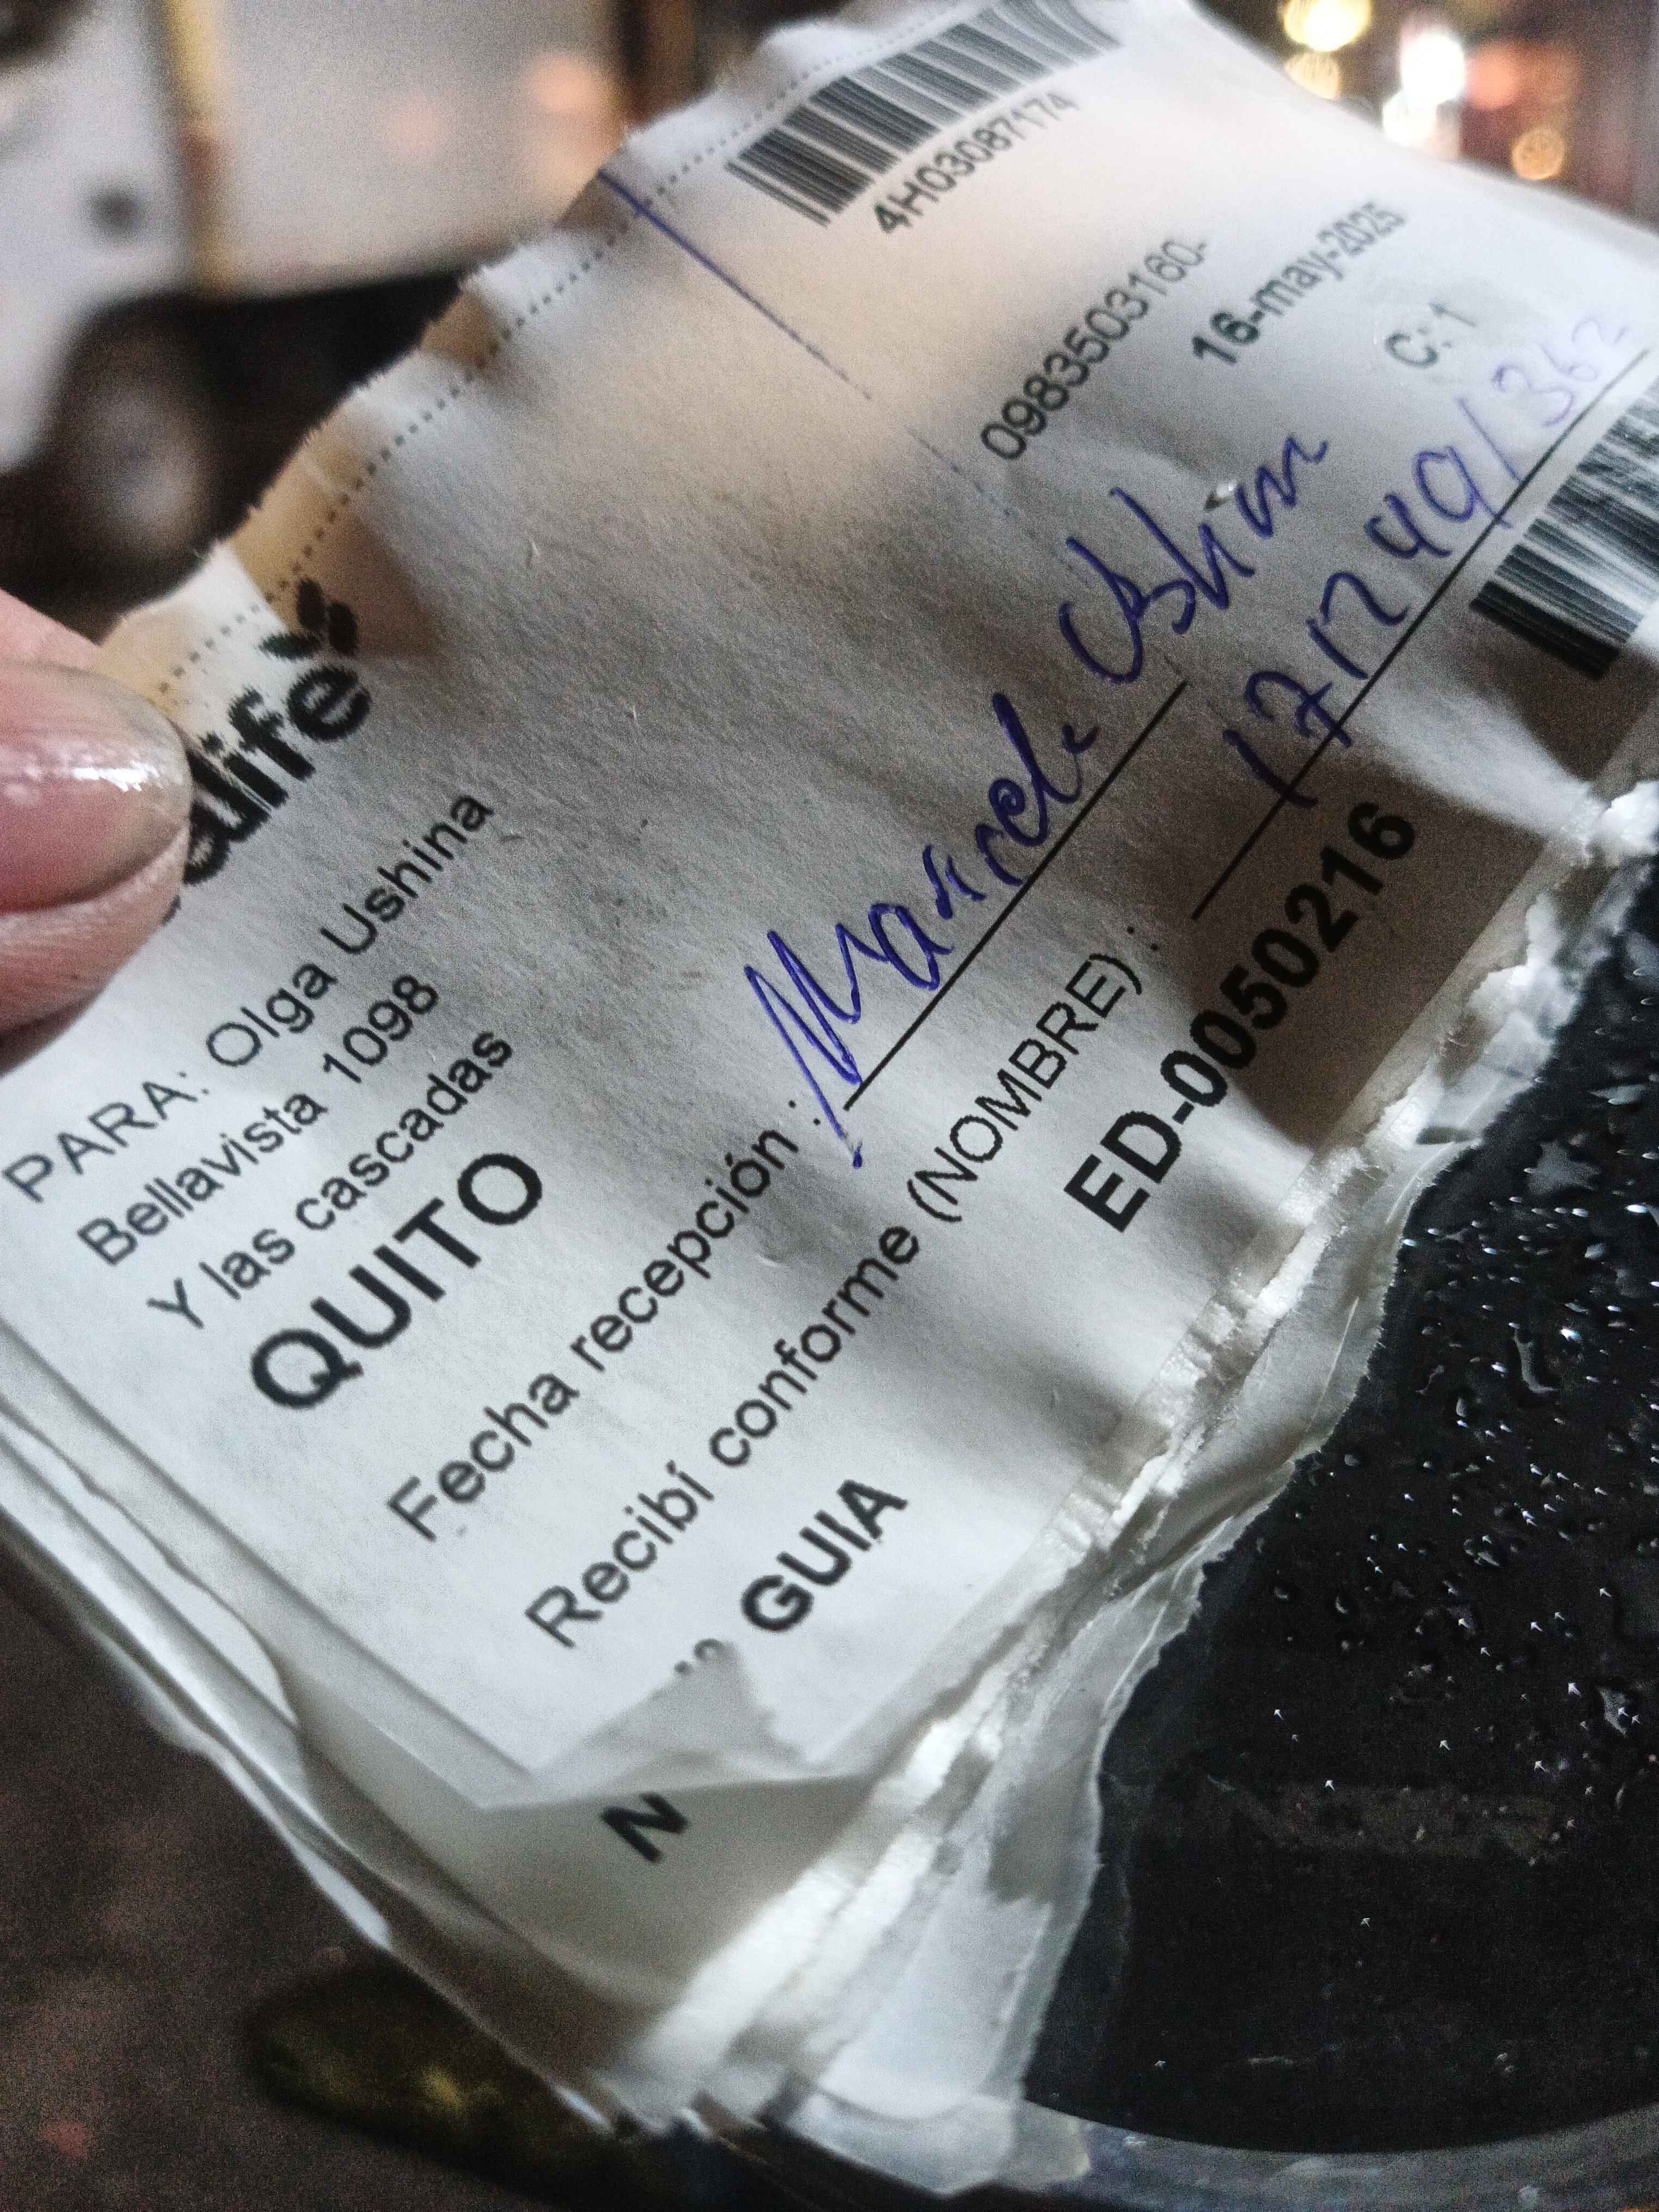 alife
4H03087174
PARA: Olga Ushina
0983503160-
Bellavista 1098
16-may-2025
Y las cascadas
C: 1
QUITO
Fecha recepción : Marcel Ushin
Recibí conforme (NOMBRE) :
N° GUIA
ED-0050216
N